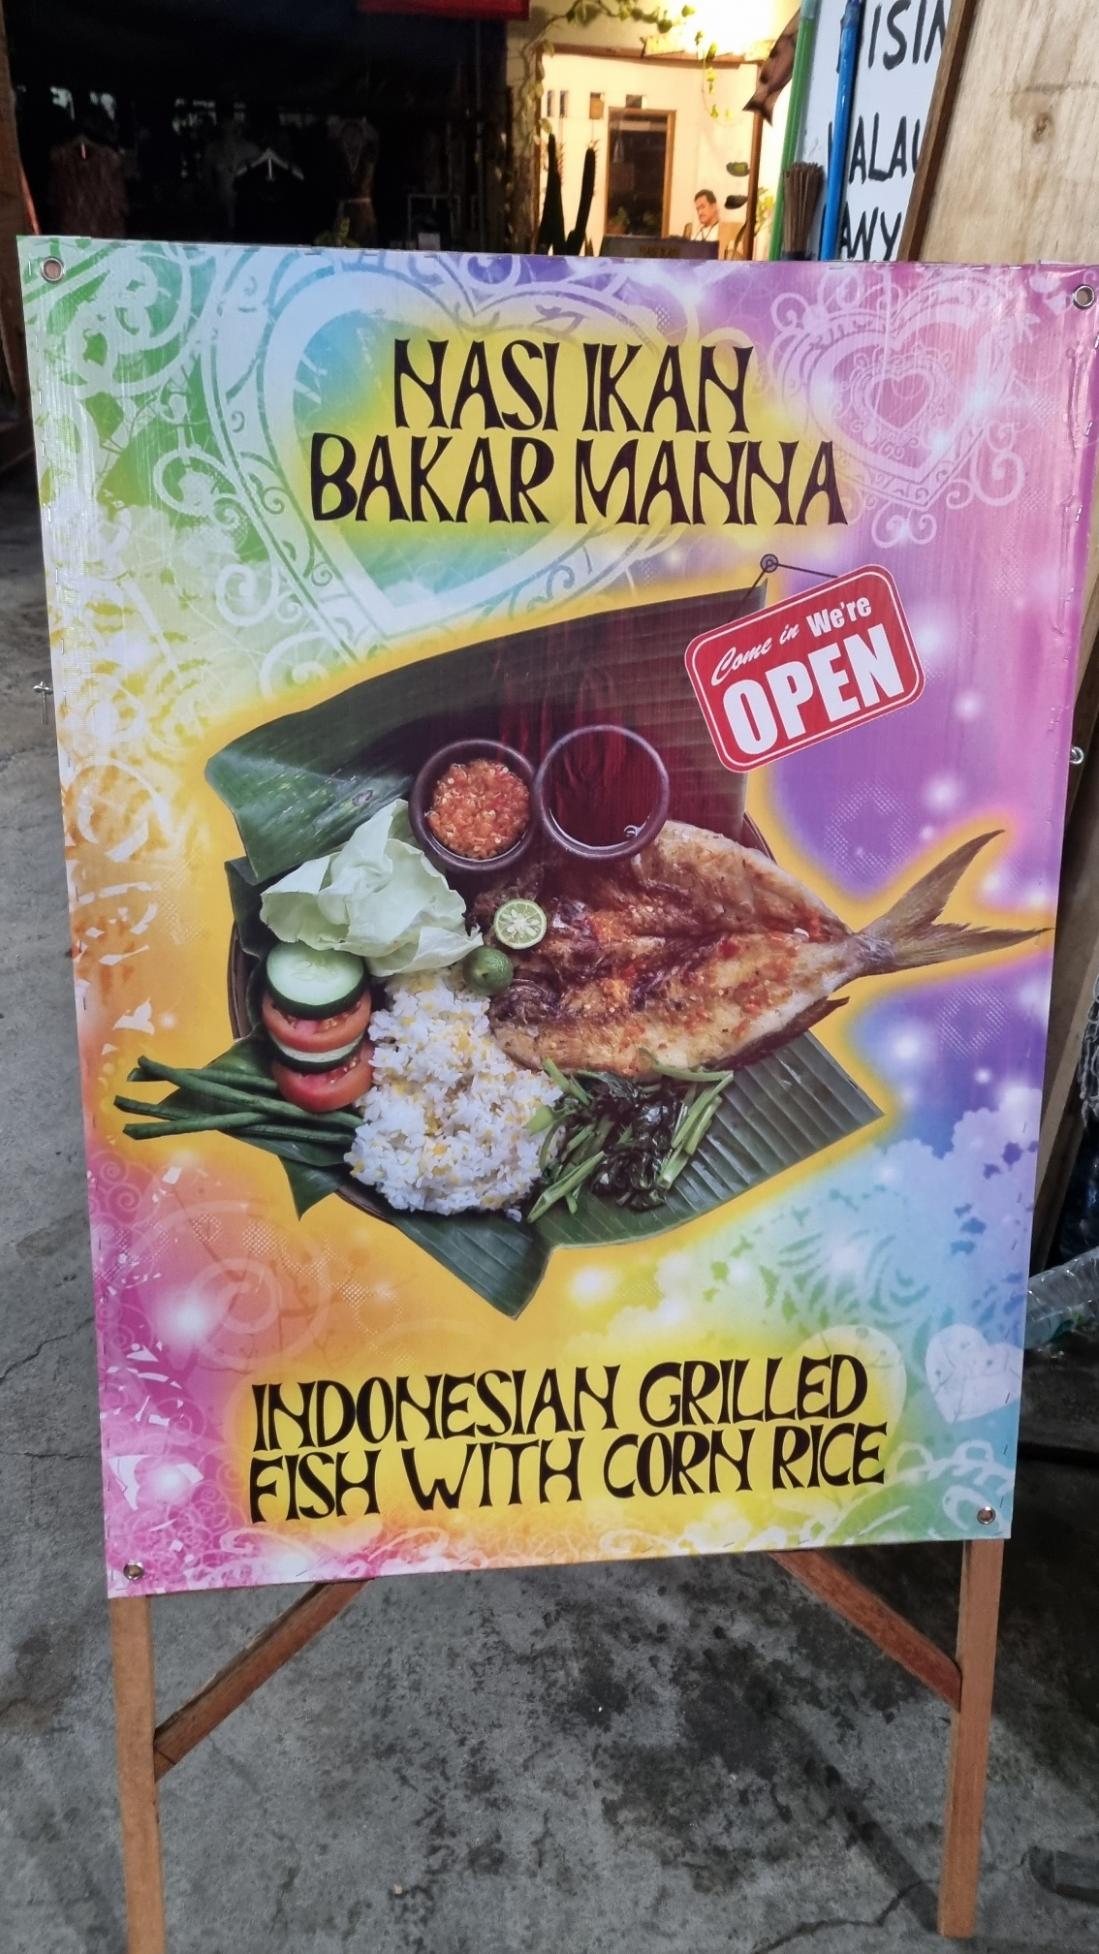 NASI IKAN
BAKAR MANNA
Come in We're
OPEN
INDONESIAN GRILLED
FISH WITH CORN RICE